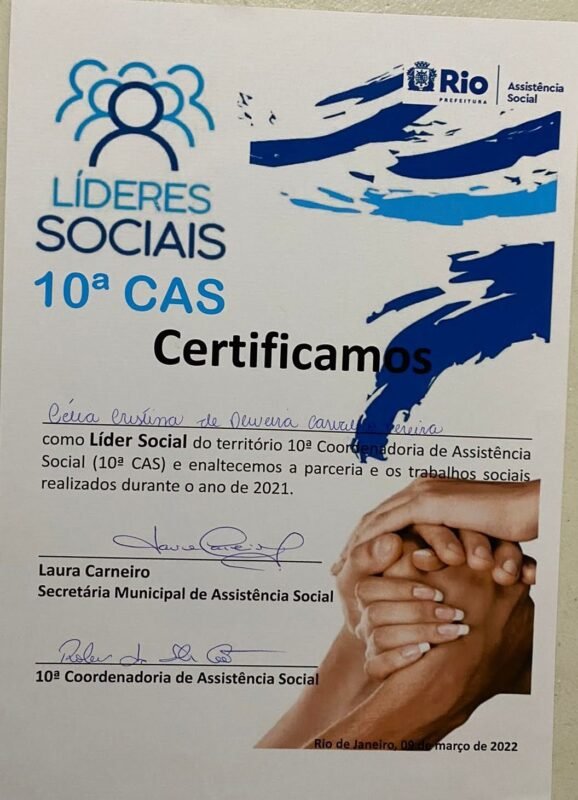 Rio
PREFEITURA
Assistência
Social
LÍDERES
SOCIAIS
10ª CAS
Certificamos
Célia Cristina de Oliveira Carvalho Pereira
como Líder Social do território 10ª Coordenadoria de Assistência
Social (10ª CAS) e enaltecemos a parceria e os trabalhos sociais
realizados durante o ano de 2021.
Laura Carneiro
Laura Carneiro
Secretária Municipal de Assistência Social
10ª Coordenadoria de Assistência Social
Rio de Janeiro, 09 de março de 2022